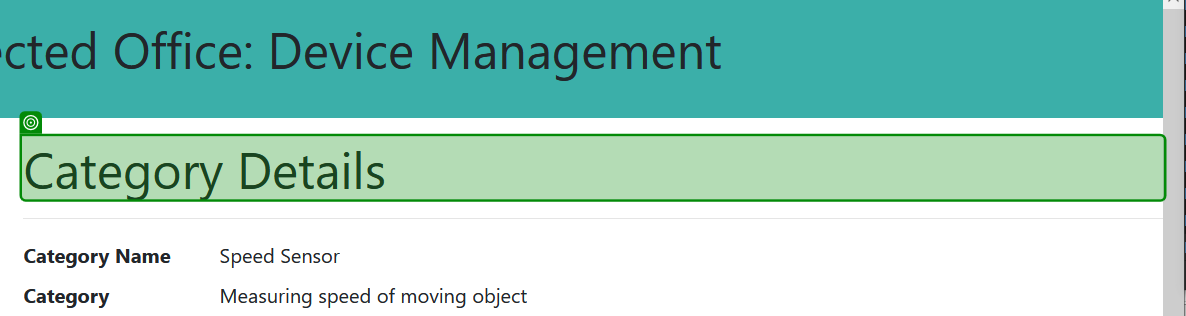 cted Office: Device Management
Category Details
Category Name Speed Sensor
Category Measuring speed of moving object